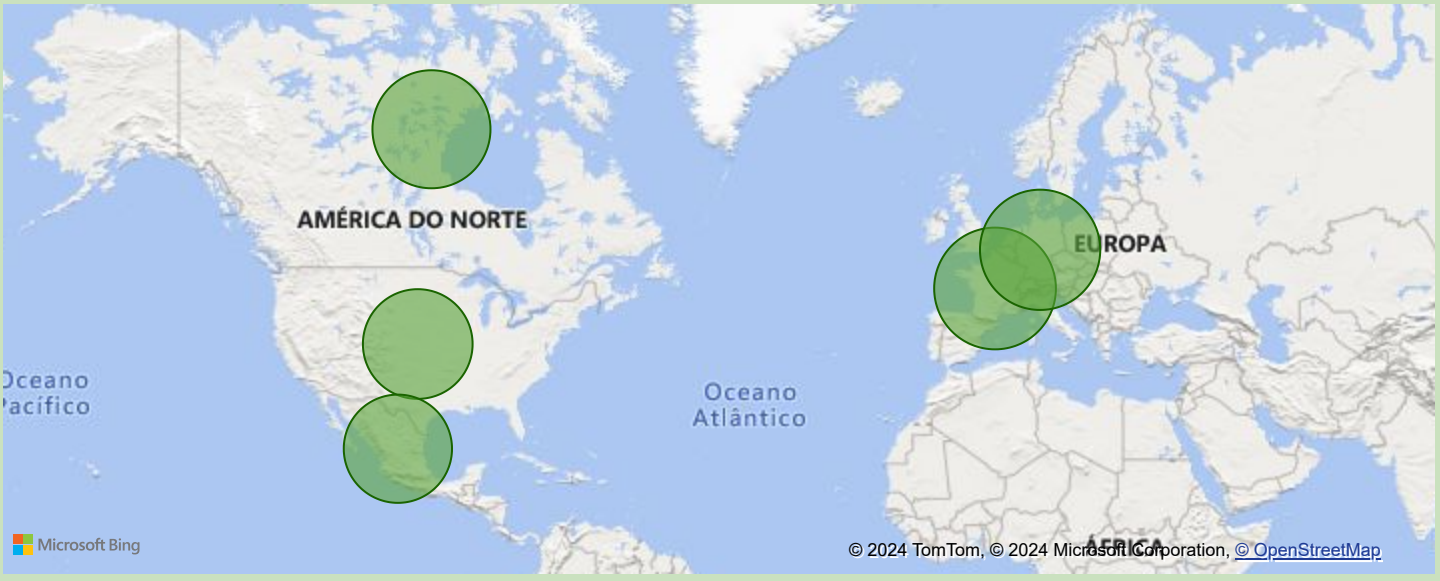 AMÉRICA DO NORTE
EUROPA
Oceano
Pacífico
Oceano
Atlântico
ÁFRICA
Microsoft Bing
© 2024 TomTom, © 2024 Microsoft Corporation, © OpenStreetMap